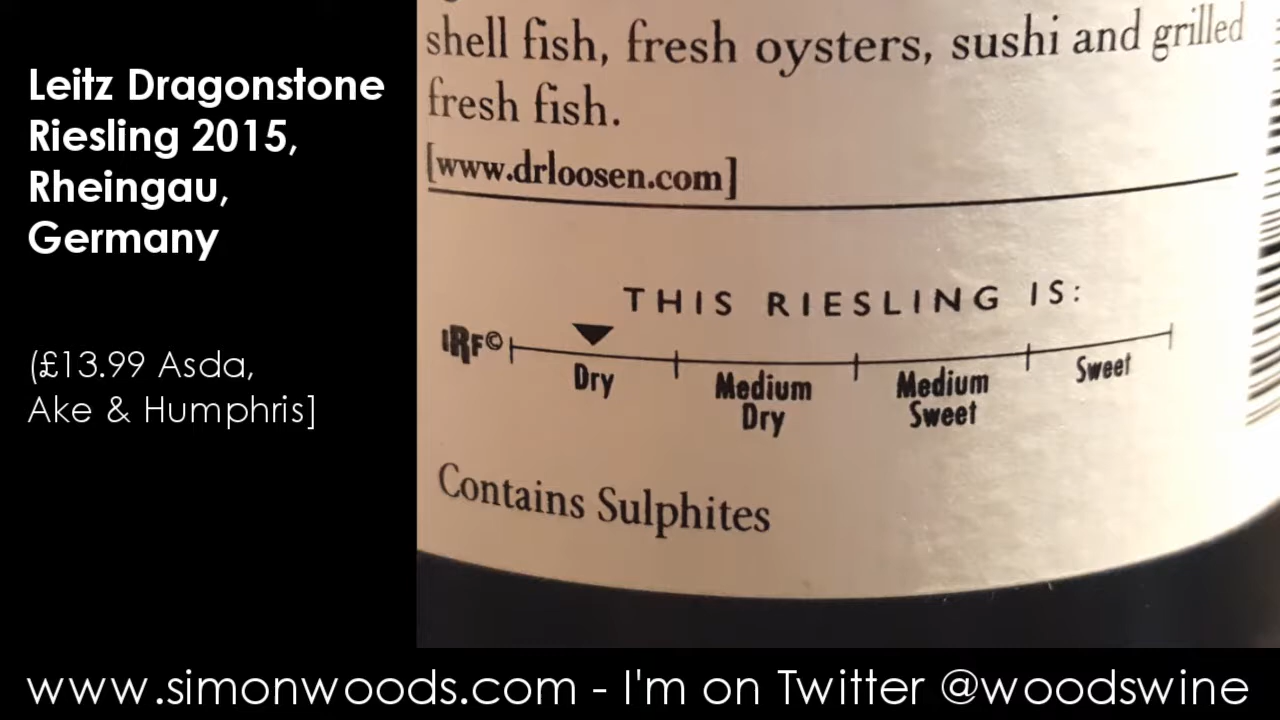 Leitz Dragonstone
Riesling 2015,
Rheingau,
Germany
(£13.99 Asda,
Ake & Humphris]
shell fish, fresh oysters, sushi and grilled
fresh fish.
[www.drloosen.com]
THIS RIESLING IS:
IRF©
Dry
Medium
Dry
Medium
Sweet
Sweet
Contains Sulphites
www.simonwoods.com - I'm on Twitter @woodswine